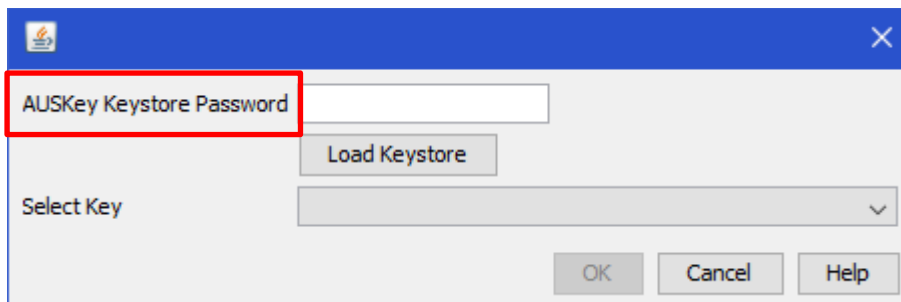 AUSKey Keystore Password
Load Keystore
Select Key
OK Cancel Help